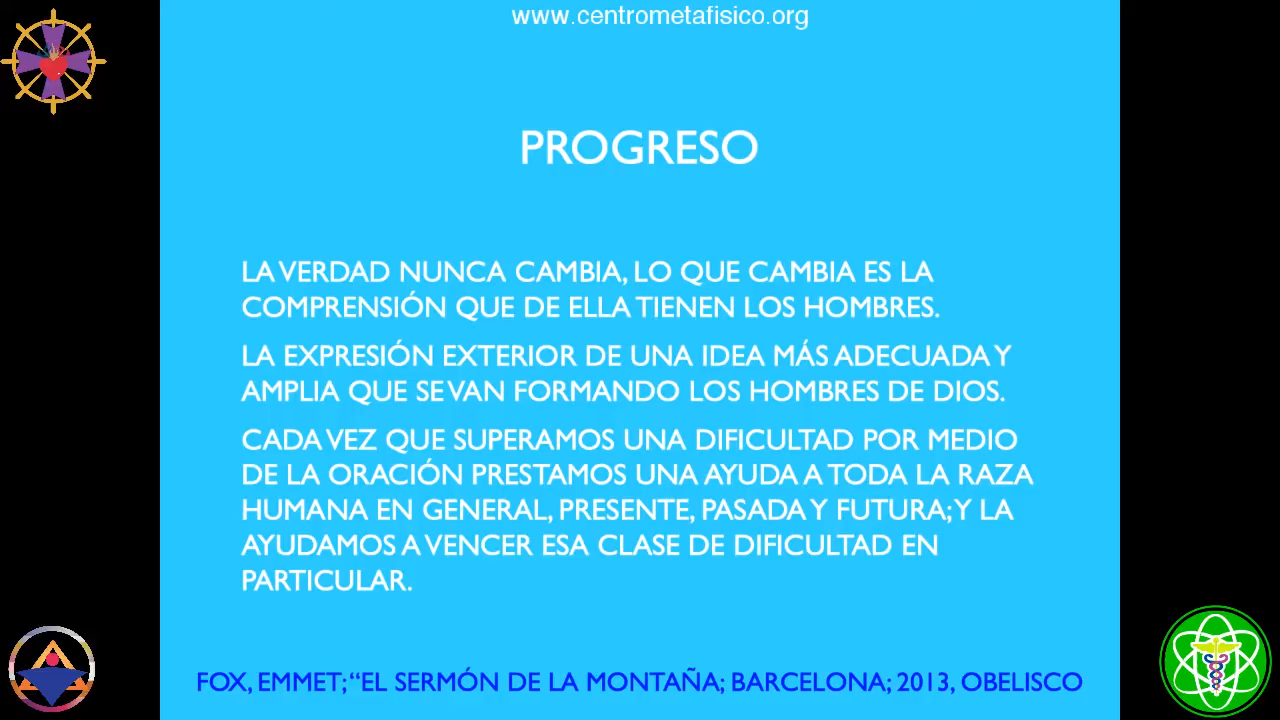 www.centrometafisico.org
PROGRESO
LA VERDAD NUNCA CAMBIA, LO QUE CAMBIA ES LA
COMPRENSIÓN QUE DE ELLA TIENEN LOS HOMBRES.
LA EXPRESIÓN EXTERIOR DE UNA IDEA MÁS ADECUADA Y
AMPLIA QUE SE VAN FORMANDO LOS HOMBRES DE DIOS.
CADA VEZ QUE SUPERAMOS UNA DIFICULTAD POR MEDIO
DE LA ORACIÓN PRESTAMOS UNA AYUDA A TODA LA RAZA
HUMANA EN GENERAL, PRESENTE, PASADA Y FUTURA; Y LA
AYUDAMOS A VENCER ESA CLASE DE DIFICULTAD EN
PARTICULAR.
FOX, EMMET; “EL SERMÓN DE LA MONTAÑA; BARCELONA; 2013, OBELISCO